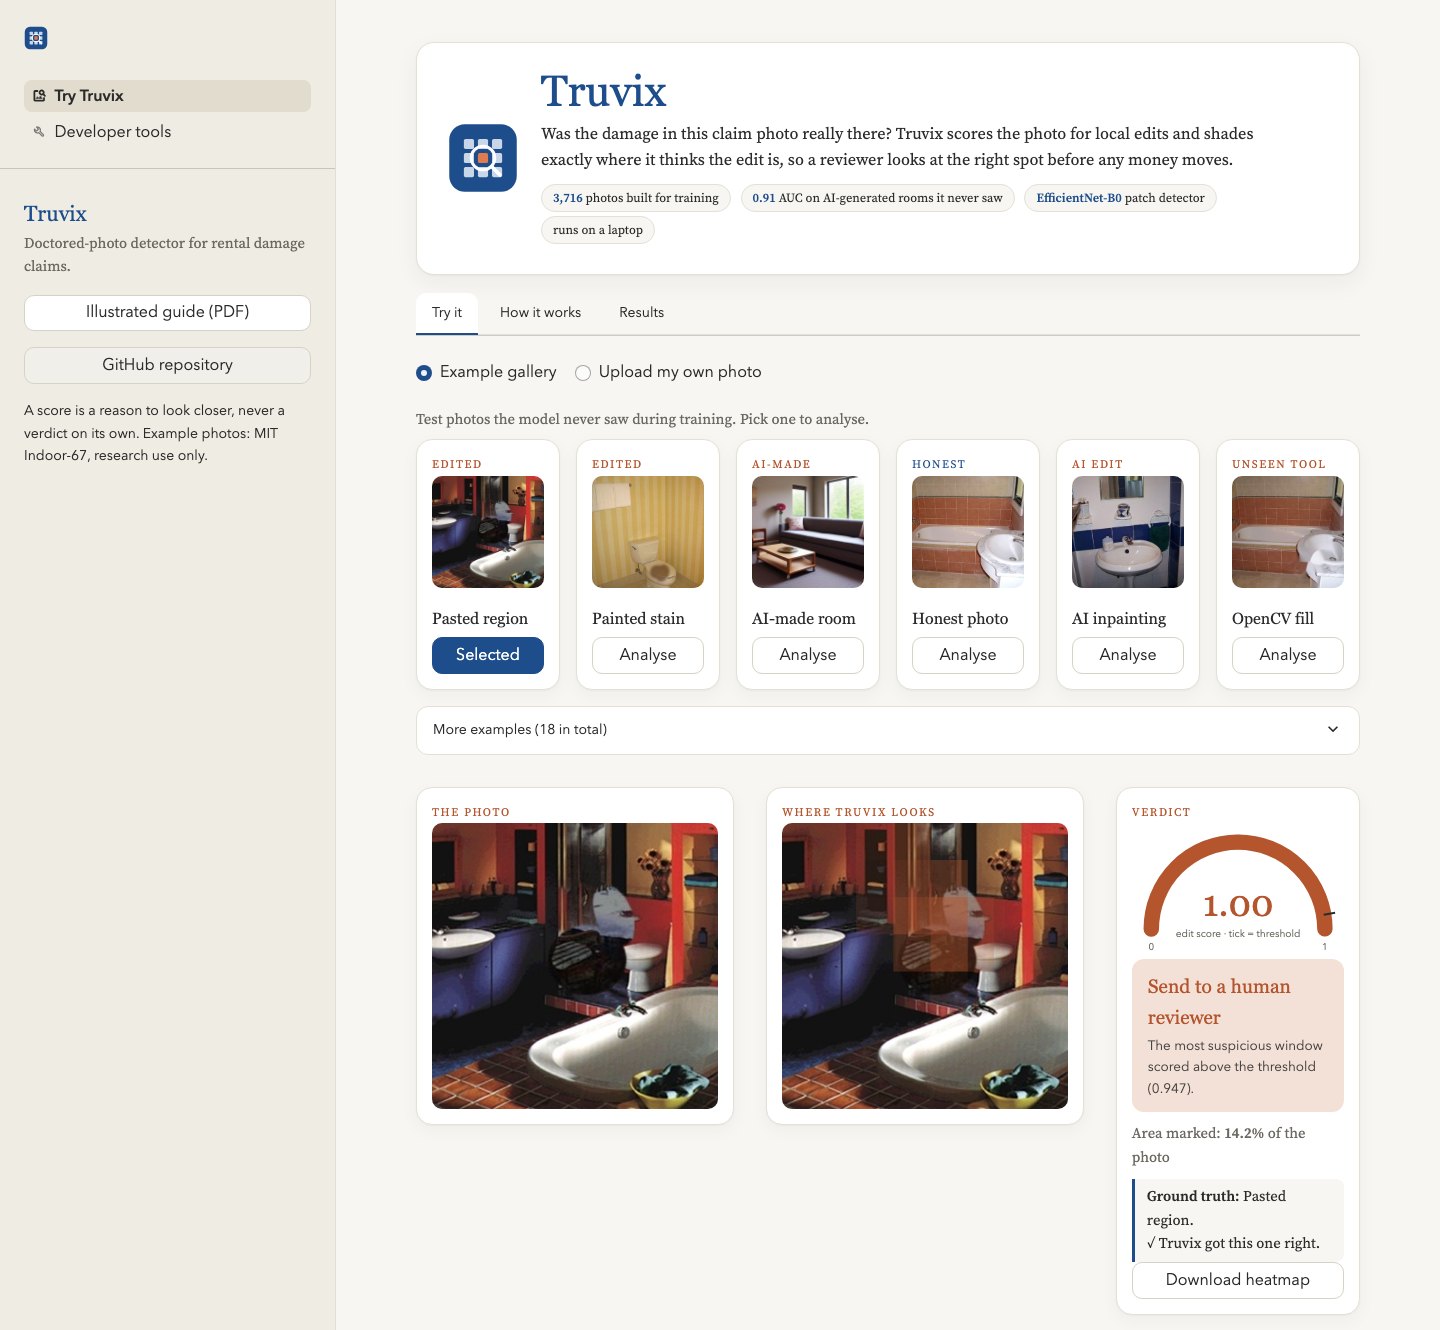 Try Truvix
Developer tools
Truvix
Doctored-photo detector for rental damage
claims.
Illustrated guide (PDF)
GitHub repository
A score is a reason to look closer, never a
verdict on its own. Example photos: MIT
Indoor-67, research use only.
Truvix
Was the damage in this claim photo really there? Truvix scores the photo for local edits and shades
exactly where it thinks the edit is, so a reviewer looks at the right spot before any money moves.
3,716 photos built for training
0.91 AUC on AI-generated rooms it never saw
EfficientNet-B0 patch detector
runs on a laptop
Try it
How it works
Results
Example gallery
Upload my own photo
Test photos the model never saw during training. Pick one to analyse.
EDITED
Pasted region
Selected
EDITED
Painted stain
Analyse
AI-MADE
AI-made room
Analyse
HONEST
Honest photo
Analyse
AI EDIT
AI inpainting
Analyse
UNSEEN TOOL
OpenCV fill
Analyse
More examples (18 in total)
THE PHOTO
WHERE TRUVIX LOOKS
VERDICT
1.00
edit score · tick = threshold
0
1
Send to a human
reviewer
The most suspicious window
scored above the threshold
(0.947).
Area marked: 14.2% of the
photo
Ground truth: Pasted
region.
✓ Truvix got this one right.
Download heatmap